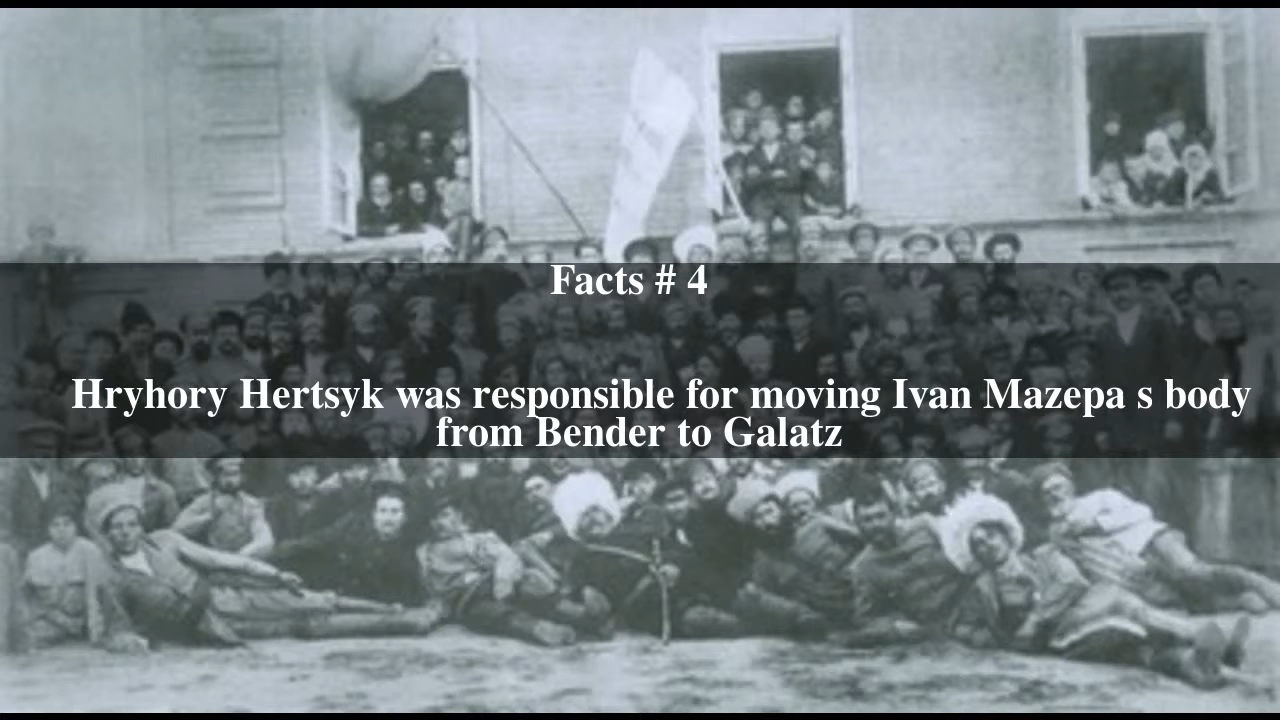 Facts # 4
Hryhory Hertsyk was responsible for moving Ivan Mazepa s body
from Bender to Galatz